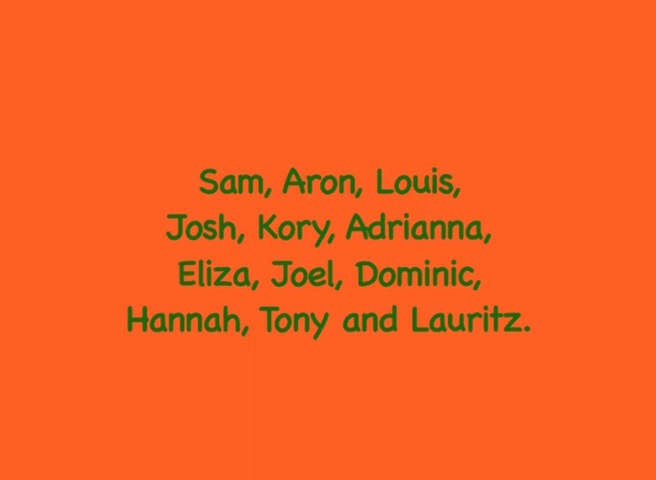 Sam, Aron, Louis,
Josh, Kory, Adrianna,
Eliza, Joel, Dominic,
Hannah, Tony and Lauritz.